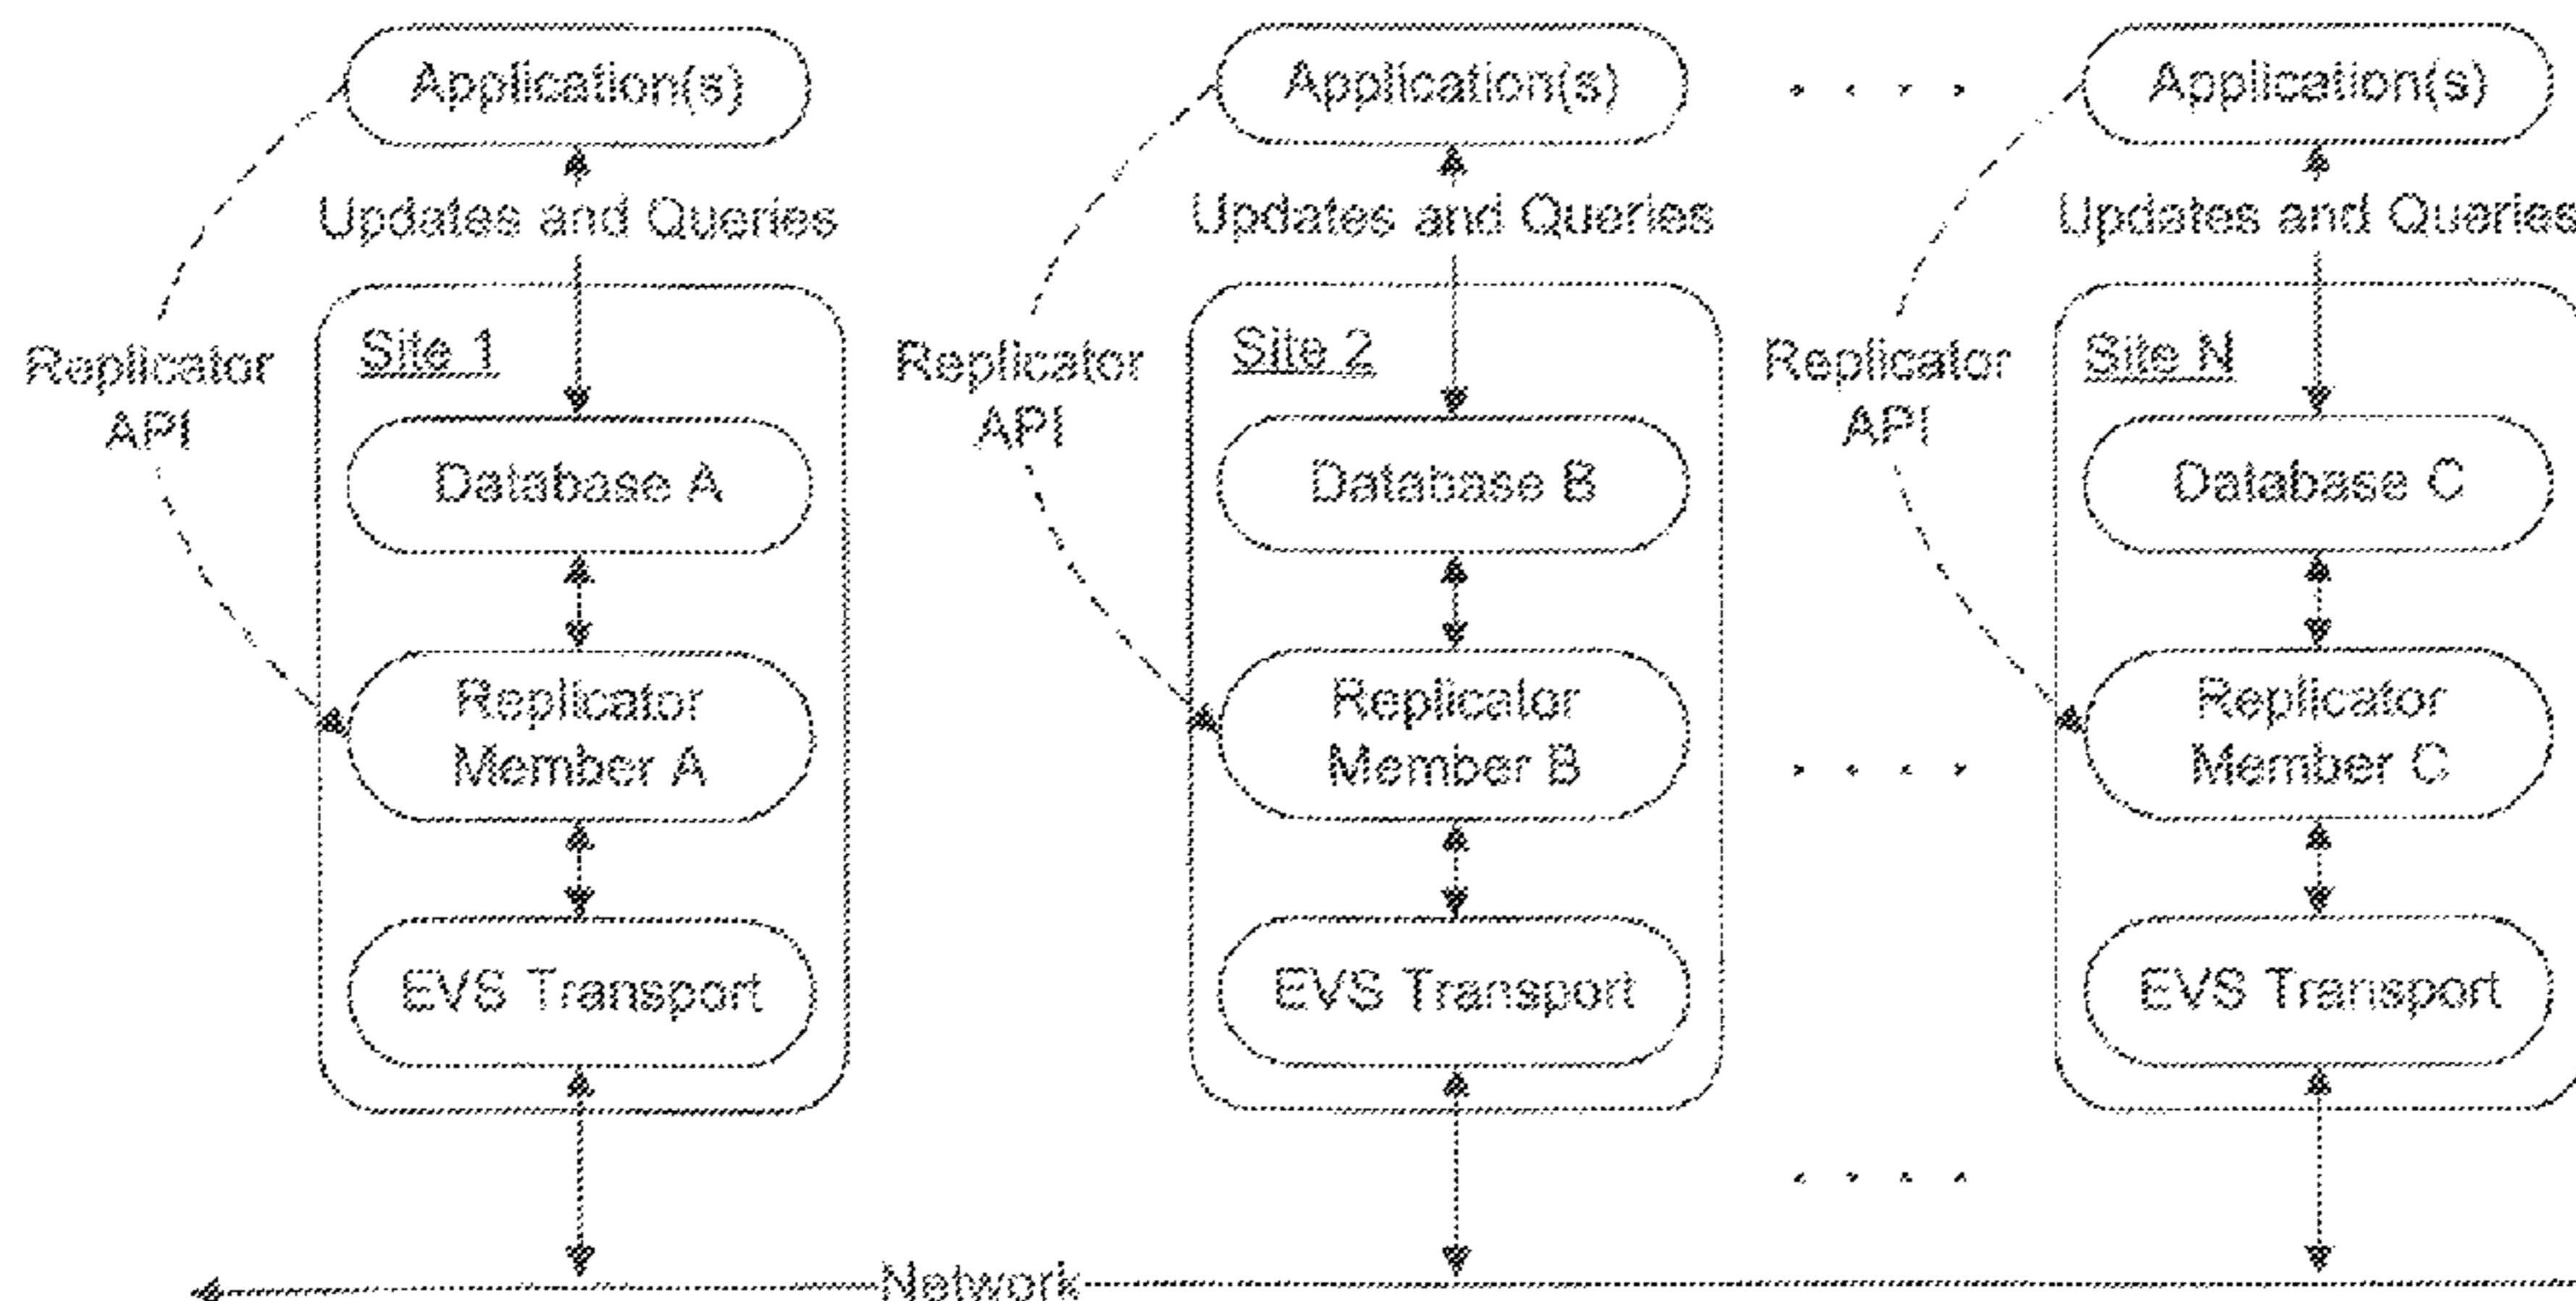 Application(s)
Application(s)
Application(s)
Updates and Queries
Updates and Queries
Updates and Queries
Replicator
API
Site 1
Replicator
API
Site 2
Replicator
API
Site N
Database A
Database B
Database C
Replicator
Member A
Replicator
Member B
Replicator
Member C
EVS Transport
EVS Transport
EVS Transport
Network